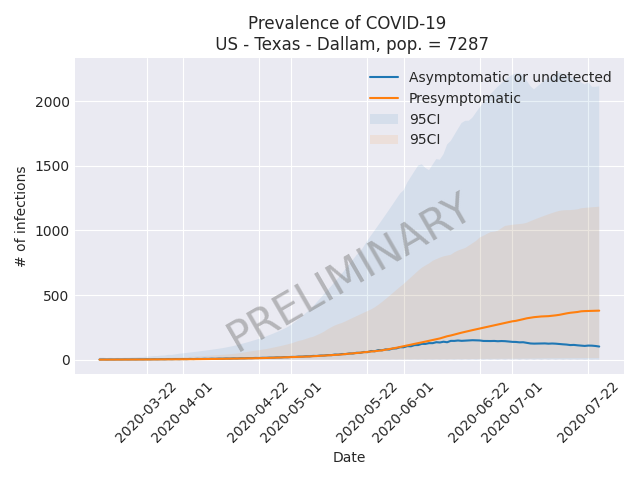 Prevalence of COVID-19
US - Texas - Dallam, pop. = 7287
Asymptomatic or undetected
Presymptomatic
95CI
95CI
2000
1500
1000
500
0
# of infections
PRELIMINARY
2020-03-22
2020-04-01
2020-04-22
2020-05-01
2020-05-22
2020-06-01
2020-06-22
2020-07-01
2020-07-22
Date